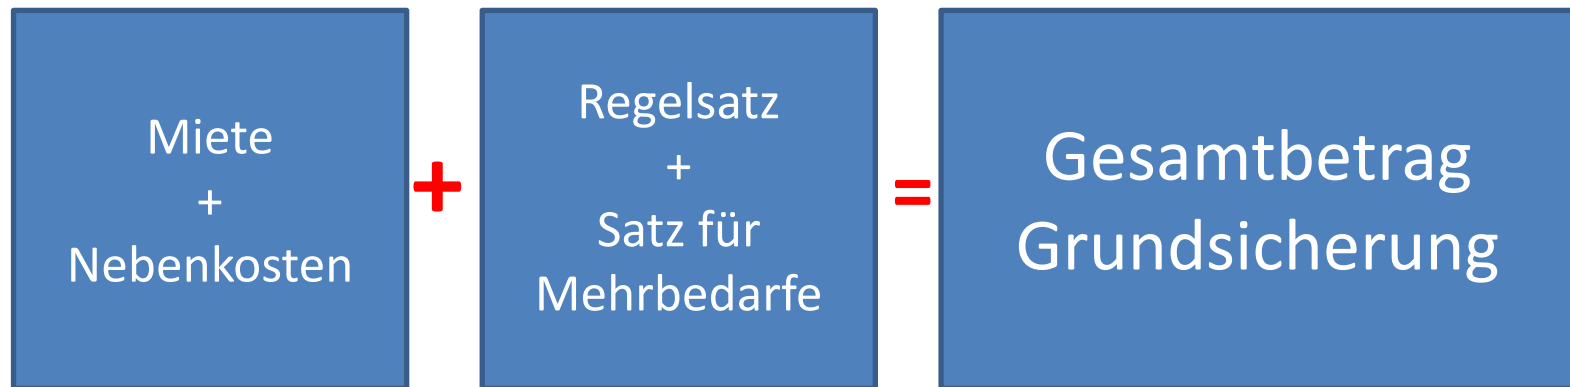 Miete
+
Nebenkosten
+
Regelsatz
+
Satz für
Mehrbedarfe
=
Gesamtbetrag
Grundsicherung